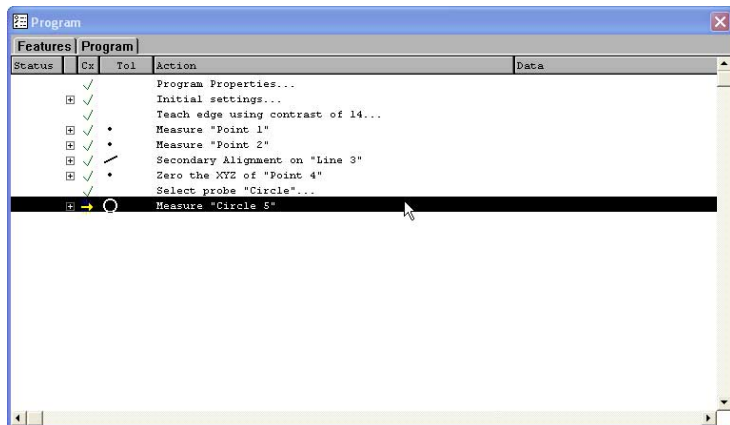 Program
Features Program
Status Cx Tol Action Data
Program Properties...
Initial settings...
Teach edge using contrast of 14...
Measure "Point 1"
Measure "Point 2"
Secondary Alignment on "Line 3"
Zero the XYZ of "Point 4"
Select probe "Circle"...
Measure "Circle 5"